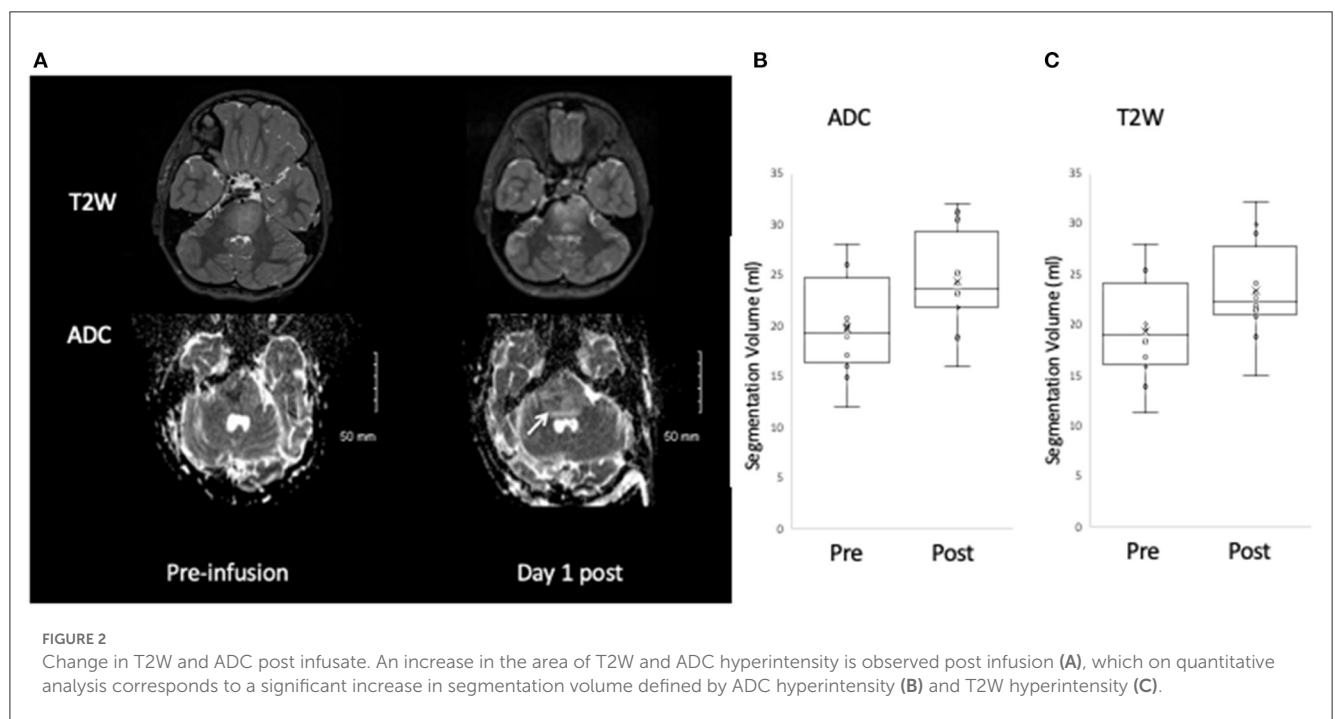 A
B
C
T2W
ADC
50 mm
50 mm
Pre-infusion
Day 1 post
ADC
Segmentation Volume (ml)
35
30
25
20
15
10
5
0
Pre
Post
T2W
Segmentation Volume (ml)
35
30
25
20
15
10
5
0
Pre
Post
FIGURE 2
Change in T2W and ADC post infusate. An increase in the area of T2W and ADC hyperintensity is observed post infusion (A), which on quantitative
analysis corresponds to a significant increase in segmentation volume defined by ADC hyperintensity (B) and T2W hyperintensity (C).